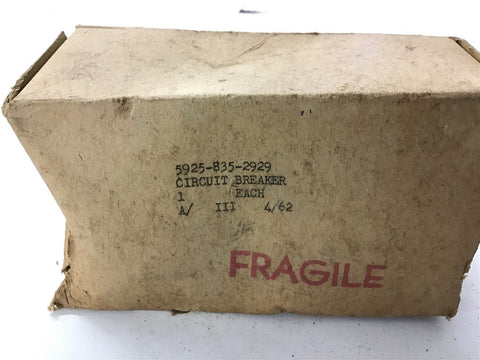 5925-835-2929
CIRCUIT BREAKER
1 EACH
A/ III 4/62
FRAGILE